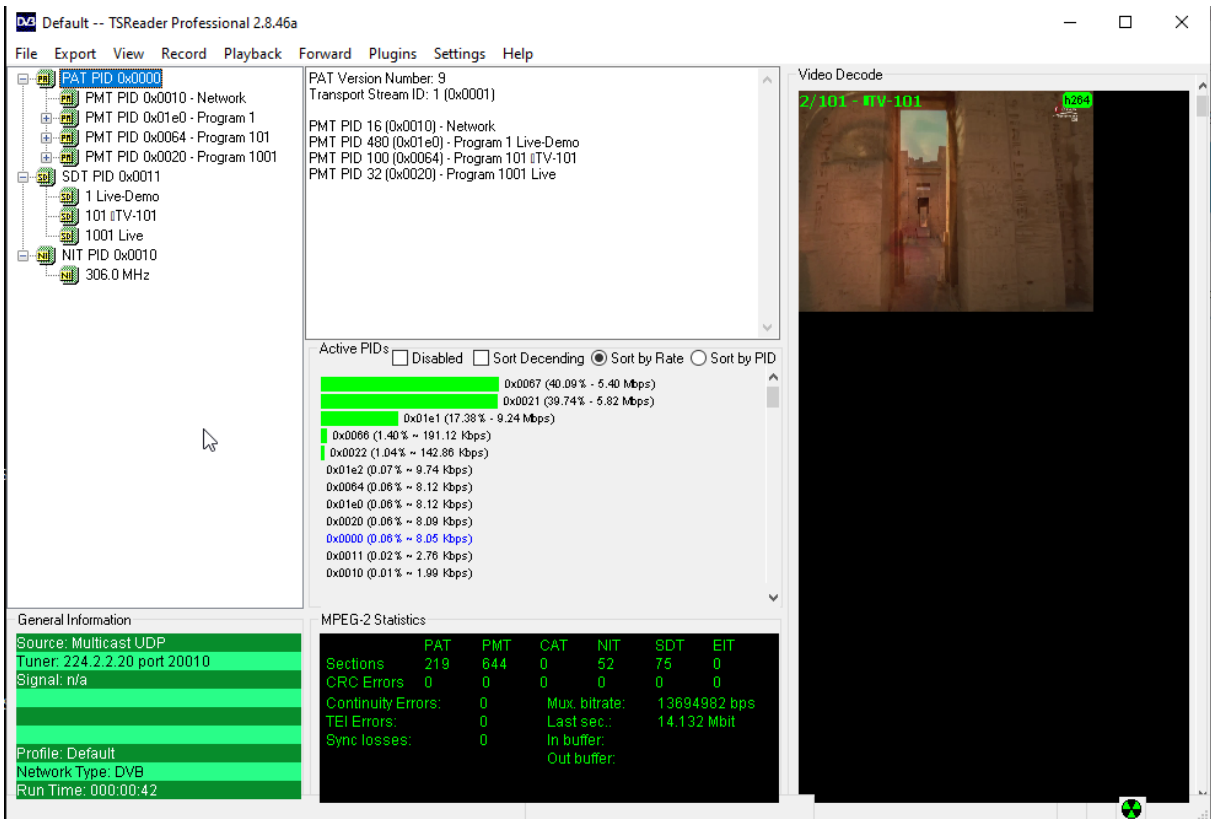 Default -- TSReader Professional 2.8.46a
File Export View Record Playback Forward Plugins Settings Help
PAT PID 0x0000
PMT PID 0x0010 - Network
PMT PID 0x01e0 - Program 1
PMT PID 0x0064 - Program 101
PMT PID 0x0020 - Program 1001
SDT PID 0x0011
1 Live-Demo
101 ▯TV-101
1001 Live
NIT PID 0x0010
306.0 MHz
PAT Version Number: 9
Transport Stream ID: 1 (0x0001)
PMT PID 16 (0x0010) - Network
PMT PID 480 (0x01e0) - Program 1 Live-Demo
PMT PID 100 (0x0064) - Program 101 ▯TV-101
PMT PID 32 (0x0020) - Program 1001 Live
Active PIDs Disabled Sort Decending Sort by Rate Sort by PID
0x0067 (40.09% - 5.40 Mbps)
0x0021 (39.74% - 5.82 Mbps)
0x01e1 (17.38% - 9.24 Mbps)
0x0066 (1.40% ~ 191.12 Kbps)
0x0022 (1.04% ~ 142.86 Kbps)
0x01e2 (0.07% ~ 9.74 Kbps)
0x0064 (0.06% ~ 8.12 Kbps)
0x01e0 (0.06% ~ 8.12 Kbps)
0x0020 (0.06% ~ 8.09 Kbps)
0x0000 (0.06% ~ 8.05 Kbps)
0x0011 (0.02% ~ 2.76 Kbps)
0x0010 (0.01% ~ 1.99 Kbps)
Video Decode
2/101 - ▯TV-101 h264
General Information
Source: Multicast UDP
Tuner: 224.2.2.20 port 20010
Signal: n/a
Profile: Default
Network Type: DVB
Run Time: 000:00:42
MPEG-2 Statistics
PAT PMT CAT NIT SDT EIT
Sections 219 644 0 52 75 0
CRC Errors 0 0 0 0 0 0
Continuity Errors: 0 Mux. bitrate: 13694982 bps
TEI Errors: 0 Last sec.: 14.132 Mbit
Sync losses: 0 In buffer:
Out buffer: